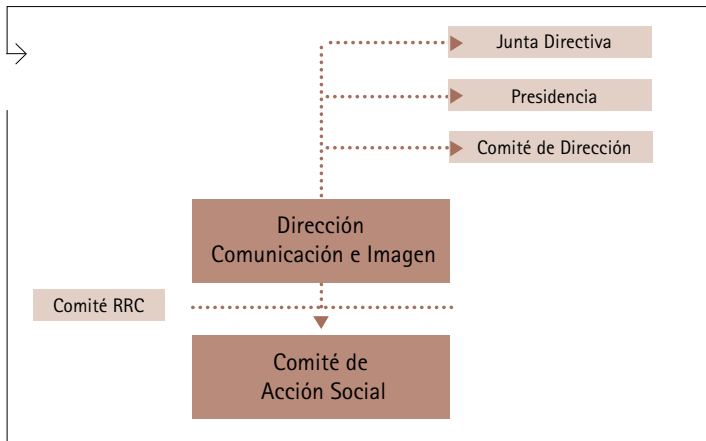 Junta Directiva
Presidencia
Comité de Dirección
Dirección
Comunicación e Imagen
Comité RRC
Comité de
Acción Social